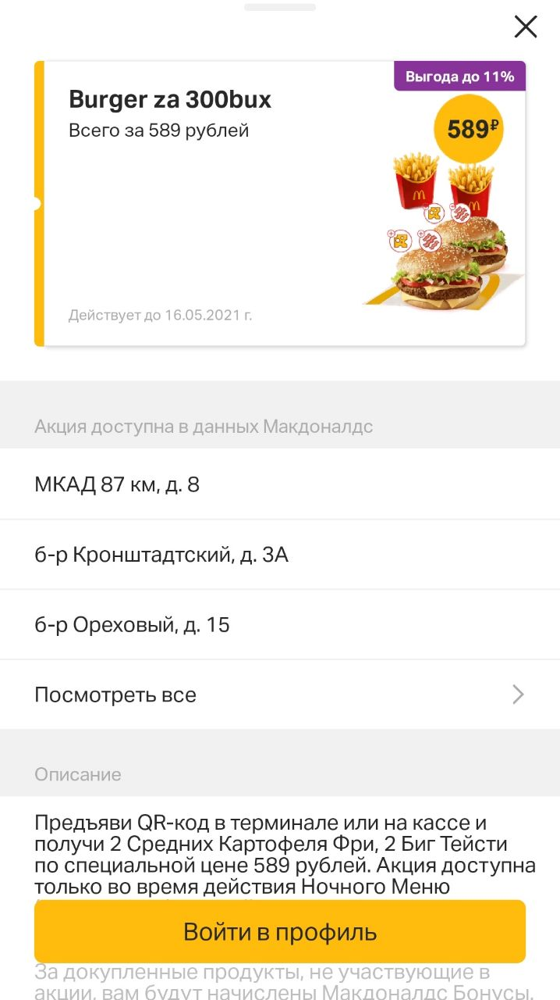 Выгода до 11%
Burger za 300bux
Всего за 589 рублей
589₽
Действует до 16.05.2021 г.
Акция доступна в данных Макдоналдс
МКАД 87 км, д. 8
б-р Кронштадтский, д. 3А
б-р Ореховый, д. 15
Посмотреть все
Описание
Предъяви QR-код в терминале или на кассе и
получи 2 Средних Картофеля Фри, 2 Биг Тейсти
по специальной цене 589 рублей. Акция доступна
только во время действия Ночного Меню
Войти в профиль
За докупленные продукты, не участвующие в
акции, вам будут начислены Макдоналдс Бонусы.